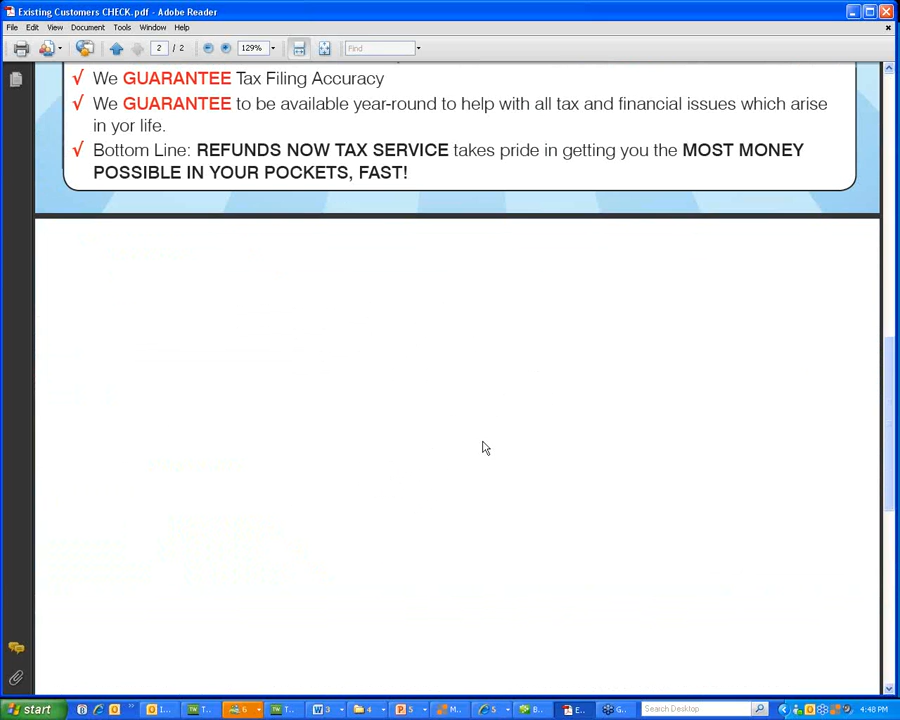 Existing Customers CHECK.pdf - Adobe Reader
File Edit View Document Tools Window Help
2 / 2 129% Find
√ We GUARANTEE Tax Filing Accuracy
√ We GUARANTEE to be available year-round to help with all tax and financial issues which arise
in yor life.
√ Bottom Line: REFUNDS NOW TAX SERVICE takes pride in getting you the MOST MONEY
POSSIBLE IN YOUR POCKETS, FAST!
start I... T... 6 T... 3 4 P... M... S... B... E... G... Search Desktop 4:48 PM